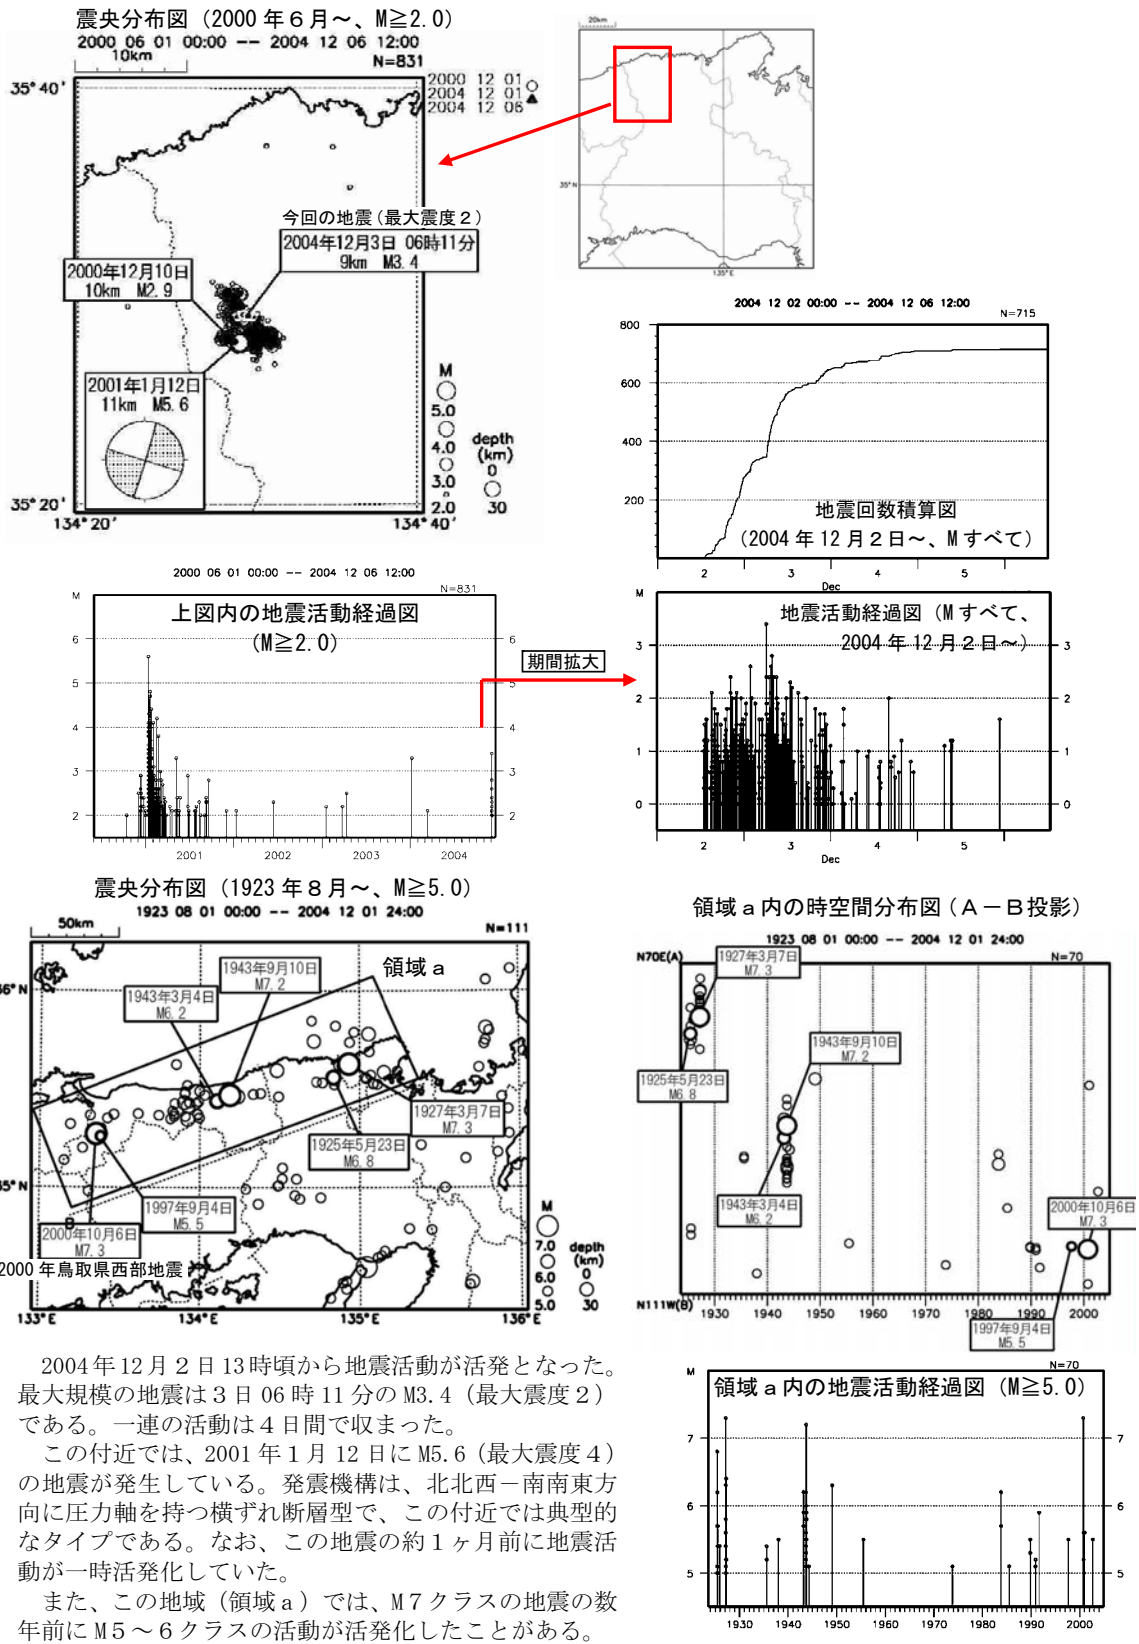 震央分布図（2000 年６月～、M≧2.0）
2000 06 01 00:00 -- 2004 12 06 12:00
10km
N=831
2000 12 01
2004 12 01
2004 12 06
35°40'
今回の地震（最大震度２）
2004年12月3日 06時11分
9km M3.4
2000年12月10日
10km M2.9
2001年1月12日
11km M5.6
M
5.0
4.0
3.0
2.0
depth
(km)
0
30
35°20'
134°20'
134°40'
20km
35°N
135°E
2004 12 02 00:00 -- 2004 12 06 12:00
N=715
800
600
400
200
地震回数積算図
（2004 年 12 月２日～、M すべて）
2 3 4 5
Dec
2000 06 01 00:00 -- 2004 12 06 12:00
N=831
M
上図内の地震活動経過図
（M≧2.0）
6 6
5 5
4 4
3 3
2 2
2001 2002 2003 2004
期間拡大
M
地震活動経過図（M すべて、
2004 年 12 月２日～）
3 3
2 2
1 1
0 0
2 3 4 5
Dec
震央分布図（1923 年８月～、M≧5.0）
1923 08 01 00:00 -- 2004 12 01 24:00
50km
N=111
領域ａ
1943年9月10日
M7.2
1943年3月4日
M6.2
36°N
1927年3月7日
M7.3
1925年5月23日
M6.8
35°N
1997年9月4日
M5.5
B
2000年10月6日
M7.3
2000 年鳥取県西部地震
M
7.0
6.0
5.0
depth
(km)
0
30
133°E 134°E 135°E 136°E
領域ａ内の時空間分布図（Ａ－Ｂ投影）
1923 08 01 00:00 -- 2004 12 01 24:00
N70E(A)
N=70
1927年3月7日
M7.3
1943年9月10日
M7.2
1925年5月23日
M6.8
1943年3月4日
M6.2
2000年10月6日
M7.3
N111W(B)
1930 1940 1950 1960 1970 1980 1990 2000
1997年9月4日
M5.5
N=70
M
領域ａ内の地震活動経過図（M≧5.0）
7 7
6 6
5 5
1930 1940 1950 1960 1970 1980 1990 2000
2004年12月２日13時頃から地震活動が活発となった。
最大規模の地震は３日 06 時 11 分の M3.4（最大震度２）
である。一連の活動は４日間で収まった。
この付近では、2001 年１月 12 日に M5.6（最大震度４）
の地震が発生している。発震機構は、北北西－南南東方
向に圧力軸を持つ横ずれ断層型で、この付近では典型的
なタイプである。なお、この地震の約１ヶ月前に地震活
動が一時活発化していた。
また、この地域（領域ａ）では、M７クラスの地震の数
年前に M５～６クラスの活動が活発化したことがある。